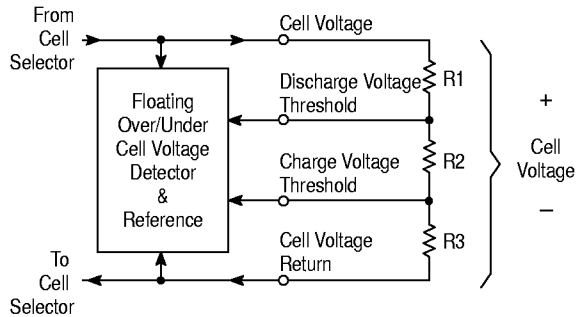 From
Cell
Selector
Cell Voltage
R1
Discharge Voltage
Threshold
Floating
Over/Under
Cell Voltage
Detector
&
Reference
R2
Charge Voltage
Threshold
+
Cell
Voltage
–
R3
Cell Voltage
Return
To
Cell
Selector